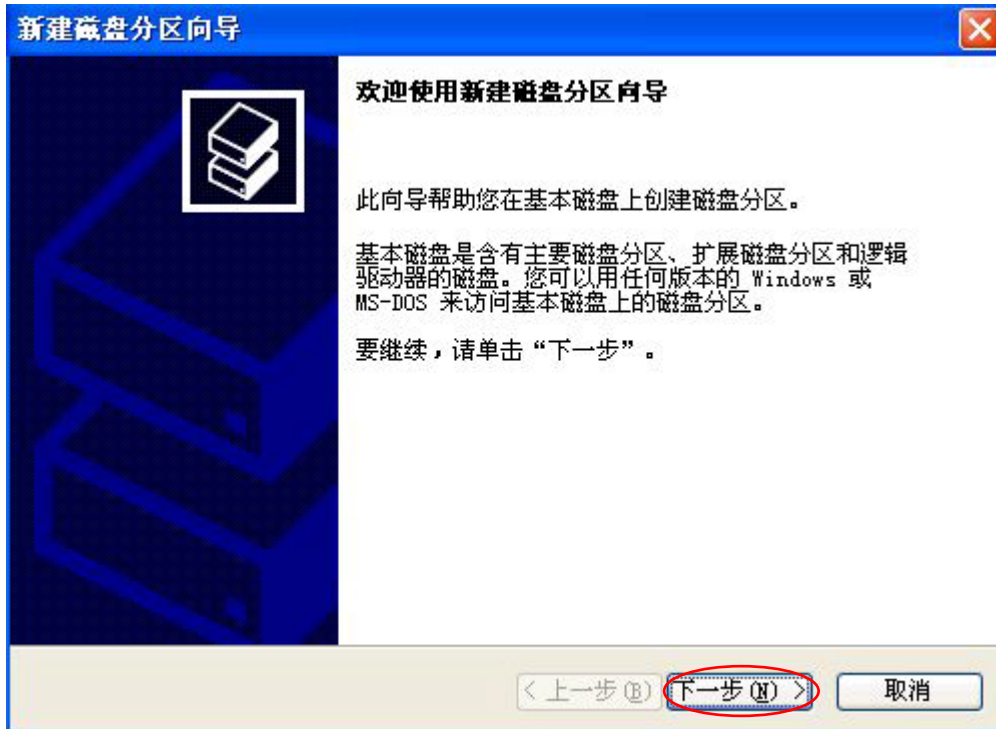 新建磁盘分区向导
欢迎使用新建磁盘分区向导
此向导帮助您在基本磁盘上创建磁盘分区。
基本磁盘是含有主要磁盘分区、扩展磁盘分区和逻辑
驱动器的磁盘。您可以用任何版本的 Windows 或
MS-DOS 来访问基本磁盘上的磁盘分区。
要继续，请单击“下一步”。
< 上一步(B) 下一步(N) > 取消